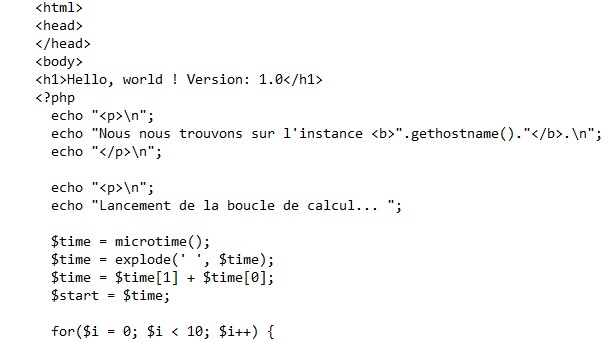 <html>
<head>
</head>
<body>
<h1>Hello, world ! Version: 1.0</h1>
<?php
  echo "<p>\n";
  echo "Nous nous trouvons sur l'instance <b>".gethostname()."</b>.\n";
  echo "</p>\n";

  echo "<p>\n";
  echo "Lancement de la boucle de calcul... ";

  $time = microtime();
  $time = explode(' ', $time);
  $time = $time[1] + $time[0];
  $start = $time;

  for($i = 0; $i < 10; $i++) {